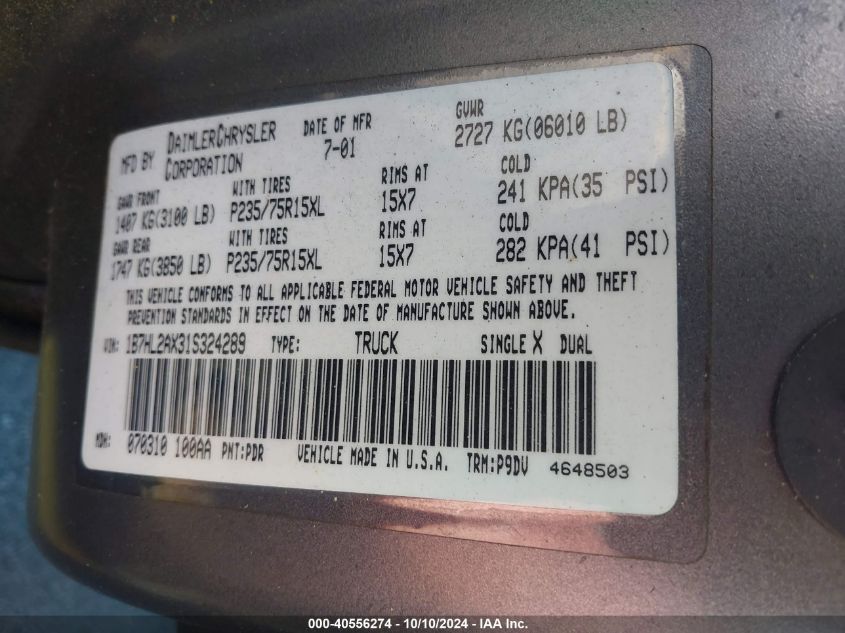 MFD BY DAIMLERCHRYSLER CORPORATION DATE OF MFR 7-01 GVWR 2727 KG(06010 LB)
GAWR FRONT WITH TIRES RIMS AT COLD
1407 KG(3100 LB) P235/75R15XL 15X7 241 KPA(35 PSI)
GAWR REAR WITH TIRES RIMS AT COLD
1747 KG(3850 LB) P235/75R15XL 15X7 282 KPA(41 PSI)
THIS VEHICLE CONFORMS TO ALL APPLICABLE FEDERAL MOTOR VEHICLE SAFETY AND THEFT
PREVENTION STANDARDS IN EFFECT ON THE DATE OF MANUFACTURE SHOWN ABOVE.
VIN: 1B7HL2AX31S324289 TYPE: TRUCK SINGLE X DUAL
MDH: 070310 100AA PNT:PDR VEHICLE MADE IN U.S.A. TRM:P9DV 4648503
000-40556274 - 10/10/2024 - IAA Inc.